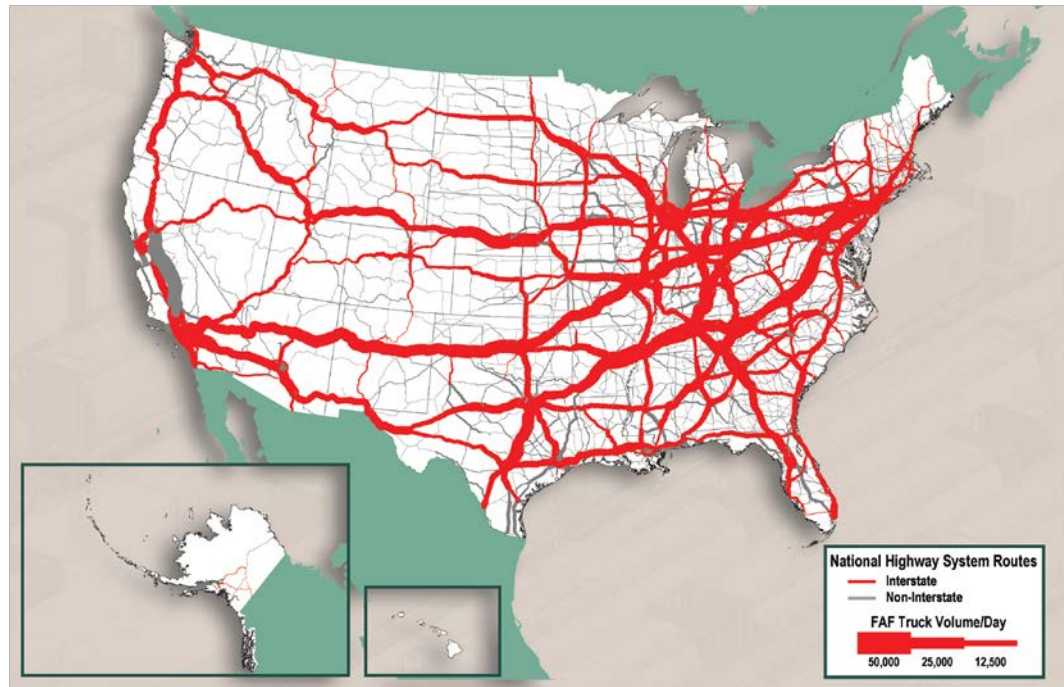 National Highway System Routes
Interstate
Non-Interstate
FAF Truck Volume/Day
50,000 25,000 12,500